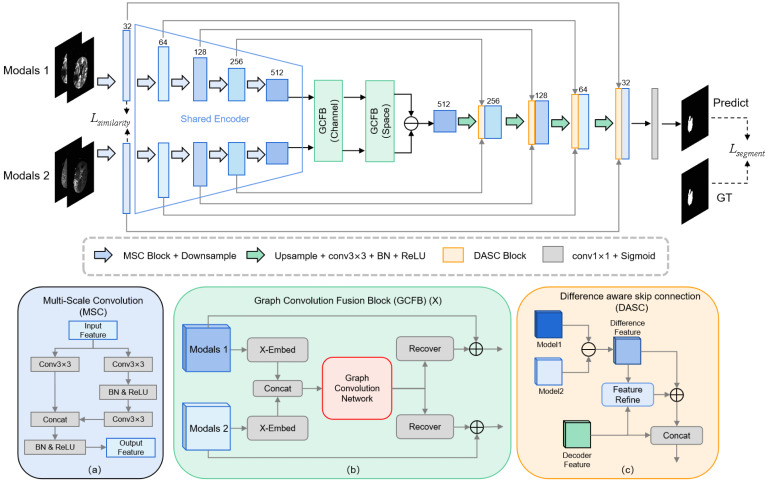 32
64
128
256
512
Modals 1
Shared Encoder
L_similarity
Modals 2
GCFB
(Channel)
GCFB
(Space)
512
256
128
64
32
Predict
L_segment
GT
MSC Block + Downsample
Upsample + conv3×3 + BN + ReLU
DASC Block
conv1×1 + Sigmoid
Multi-Scale Convolution
(MSC)
Input
Feature
Conv3×3
Conv3×3
BN & ReLU
Concat
Conv3×3
BN & ReLU
Output
Feature
(a)
Graph Convolution Fusion Block (GCFB) (X)
Modals 1
X-Embed
Concat
Graph
Convolution
Network
Recover
Modals 2
X-Embed
Recover
(b)
Difference aware skip connection
(DASC)
Model1
Difference
Feature
Model2
Feature
Refine
Decoder
Feature
Concat
(c)